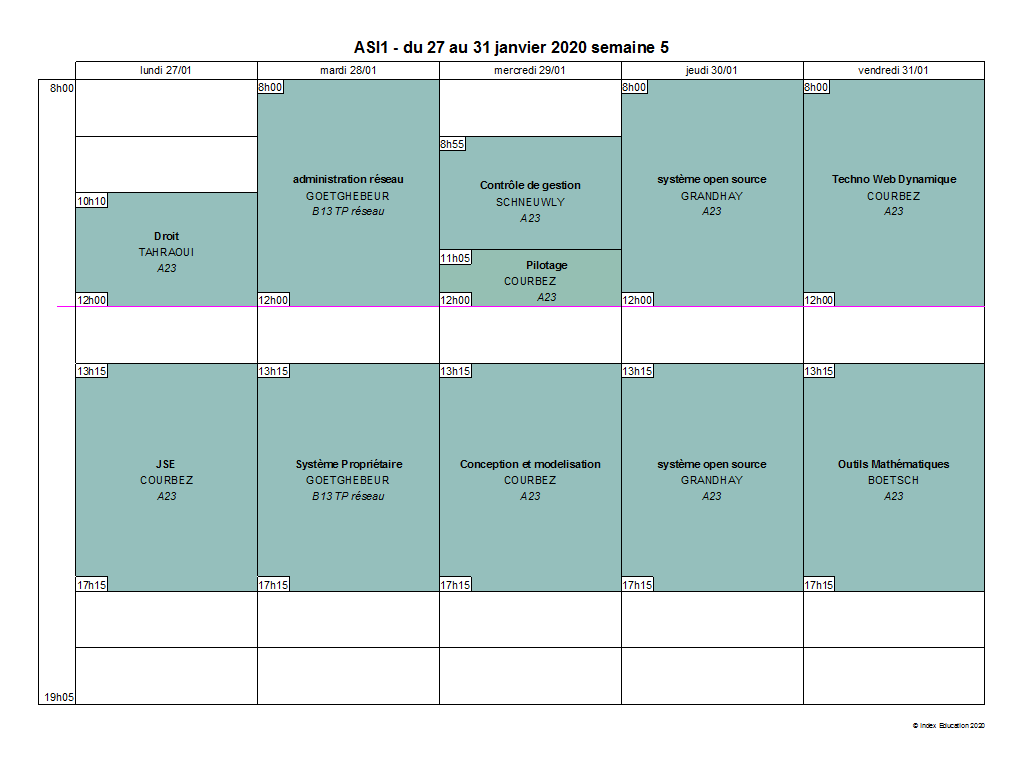 ASI1 - du 27 au 31 janvier 2020 semaine 5
lundi 27/01
mardi 28/01
mercredi 29/01
jeudi 30/01
vendredi 31/01
8h00
19h05
10h10
Droit
TAHRAOUI
A23
12h00
13h15
JSE
COURBEZ
A23
17h15
8h00
administration réseau
GOETGHEBEUR
B13 TP réseau
12h00
13h15
Système Propriétaire
GOETGHEBEUR
B13 TP réseau
17h15
8h55
Contrôle de gestion
SCHNEUWLY
A23
11h05
Pilotage
COURBEZ
A23
12h00
13h15
Conception et modelisation
COURBEZ
A23
17h15
8h00
système open source
GRANDHAY
A23
12h00
13h15
système open source
GRANDHAY
A23
17h15
8h00
Techno Web Dynamique
COURBEZ
A23
12h00
13h15
Outils Mathématiques
BOETSCH
A23
17h15
© Index Education 2020